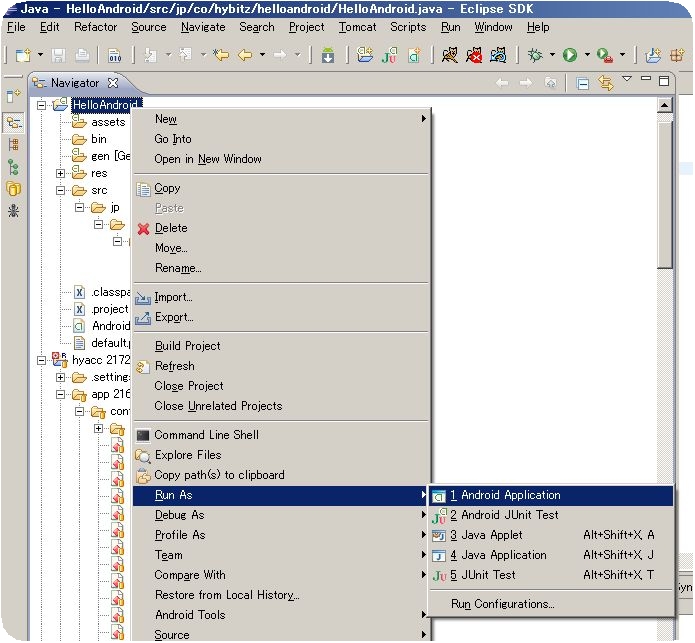 Java - HelloAndroid/src/jp/co/hybitz/helloandroid/HelloAndroid.java - Eclipse SDK
File Edit Refactor Source Navigate Search Project Tomcat Scripts Run Window Help
Navigator
HelloAndroid
assets
bin
gen [Ge
res
src
jp
.classpa
.project
Android
default.p
hyacc 2172
.setting
app 216
con
New
Go Into
Open in New Window
Copy
Paste
Delete
Move...
Rename...
Import...
Export...
Build Project
Refresh
Close Project
Close Unrelated Projects
Command Line Shell
Explore Files
Copy path(s) to clipboard
Run As
Debug As
Profile As
Team
Compare With
Restore from Local History...
Android Tools
Source
1 Android Application
2 Android JUnit Test
3 Java Applet Alt+Shift+X, A
4 Java Application Alt+Shift+X, J
5 JUnit Test Alt+Shift+X, T
Run Configurations...
Syn